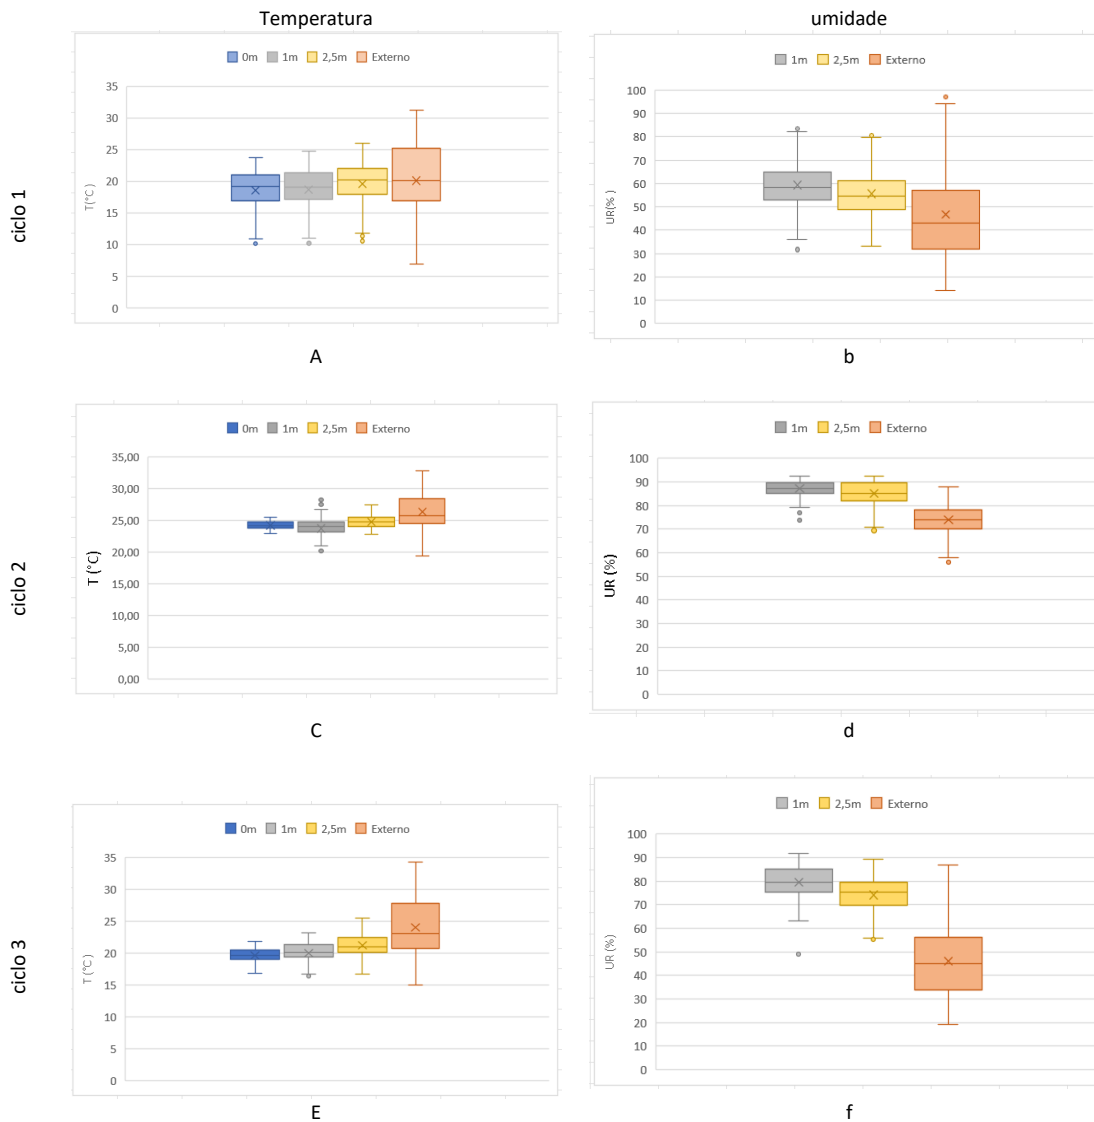 Temperatura
umidade
ciclo 1
0m 1m 2,5m Externo
T(°C)
35
30
25
20
15
10
5
0
A
1m 2,5m Externo
UR(%)
100
90
80
70
60
50
40
30
20
10
0
b
ciclo 2
0m 1m 2,5m Externo
T (°C)
35,00
30,00
25,00
20,00
15,00
10,00
5,00
0,00
C
1m 2,5m Externo
UR (%)
100
90
80
70
60
50
40
30
20
10
0
d
ciclo 3
0m 1m 2,5m Externo
T (°C)
35
30
25
20
15
10
5
0
E
1m 2,5m Externo
UR (%)
100
90
80
70
60
50
40
30
20
10
0
f